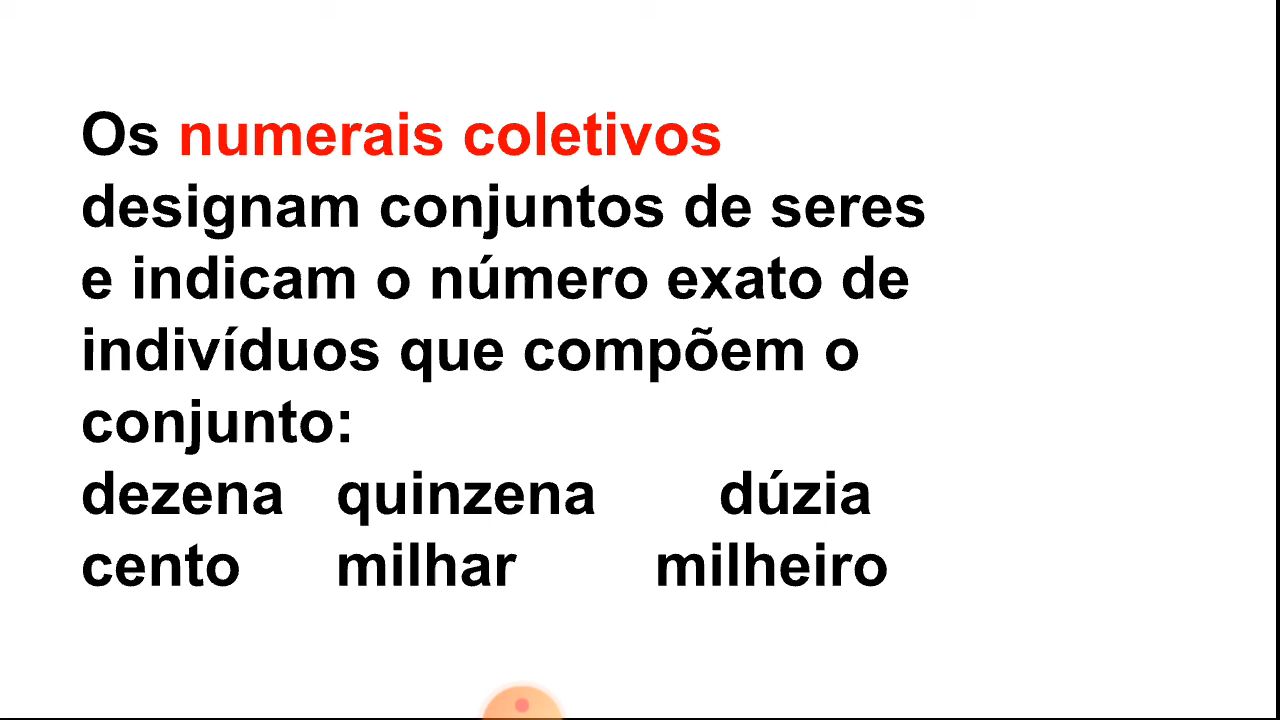 Os numerais coletivos
designam conjuntos de seres
e indicam o número exato de
indivíduos que compõem o
conjunto:
dezena quinzena dúzia
cento milhar milheiro